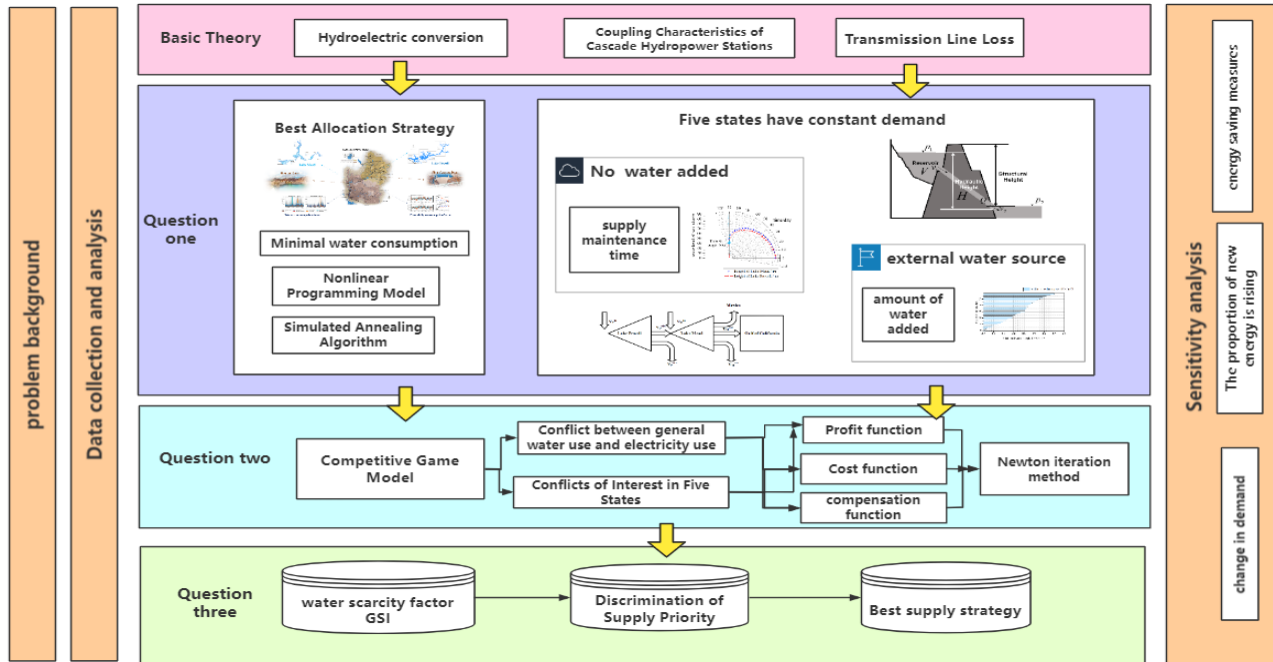 problem background
Data collection and analysis
Basic Theory
Hydroelectric conversion
Coupling Characteristics of
Cascade Hydropower Stations
Transmission Line Loss
Question
one
Best Allocation Strategy
Minimal water consumption
Nonlinear
Programming Model
Simulated Annealing
Algorithm
Five states have constant demand
No water added
supply
maintenance
time
Reservoir
Structure
Height
H
external water source
amount of
water
added
Question two
Competitive Game
Model
Conflict between general
water use and electricity use
Conflicts of Interest in Five
States
Profit function
Cost function
compensation
function
Newton iteration
method
Question
three
water scarcity factor
GSI
Discrimination of
Supply Priority
Best supply strategy
Sensitivity analysis
energy saving measures
The proportion of new
energy is rising
change in demand